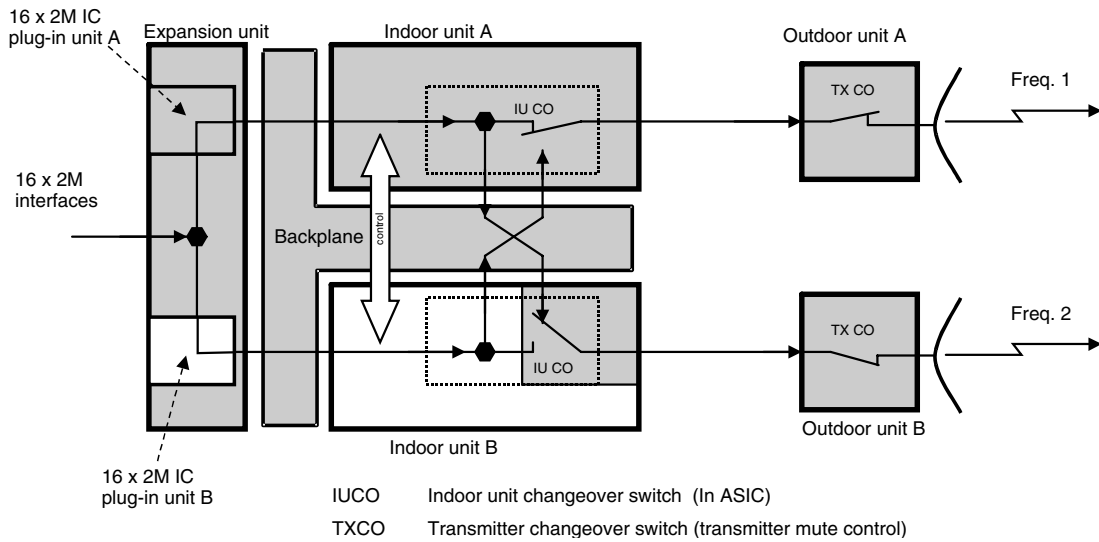 16 x 2M IC
plug-in unit A
Expansion unit
Indoor unit A
Outdoor unit A
IU CO
TX CO
Freq. 1
16 x 2M
interfaces
Backplane
control
IU CO
TX CO
Freq. 2
Indoor unit B
Outdoor unit B
16 x 2M IC
plug-in unit B
IUCO Indoor unit changeover switch (In ASIC)
TXCO Transmitter changeover switch (transmitter mute control)